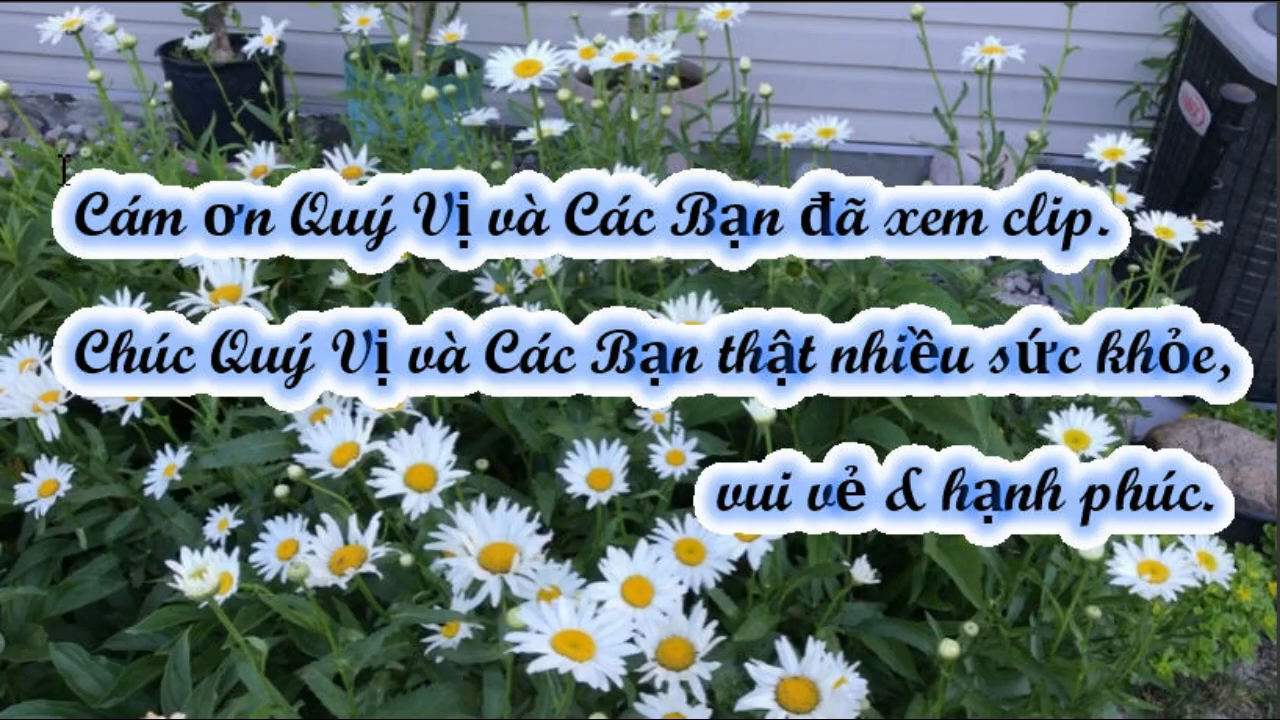 Cám ơn Quý Vị và Các Bạn đã xem clip.
Chúc Quý Vị và Các Bạn thật nhiều sức khỏe,
vui vẻ & hạnh phúc.